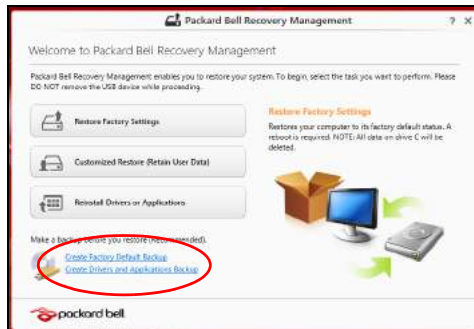 Packard Bell Recovery Management
? X
Welcome to Packard Bell Recovery Management
Packard Bell Recovery Management enables you to restore your system. To begin, select the task you want to perform. Please
DO NOT remove the USB device while proceeding.
Restore Factory Settings
Customized Restore (Retain User Data)
Reinstall Drivers or Applications
Restore Factory Settings
Restores your computer to its factory default status. A
reboot is required. NOTE: All data on drive C will be
deleted.
Make a backup before you restore (Recommended).
Create Factory Default Backup
Create Drivers and Applications Backup
packard bell